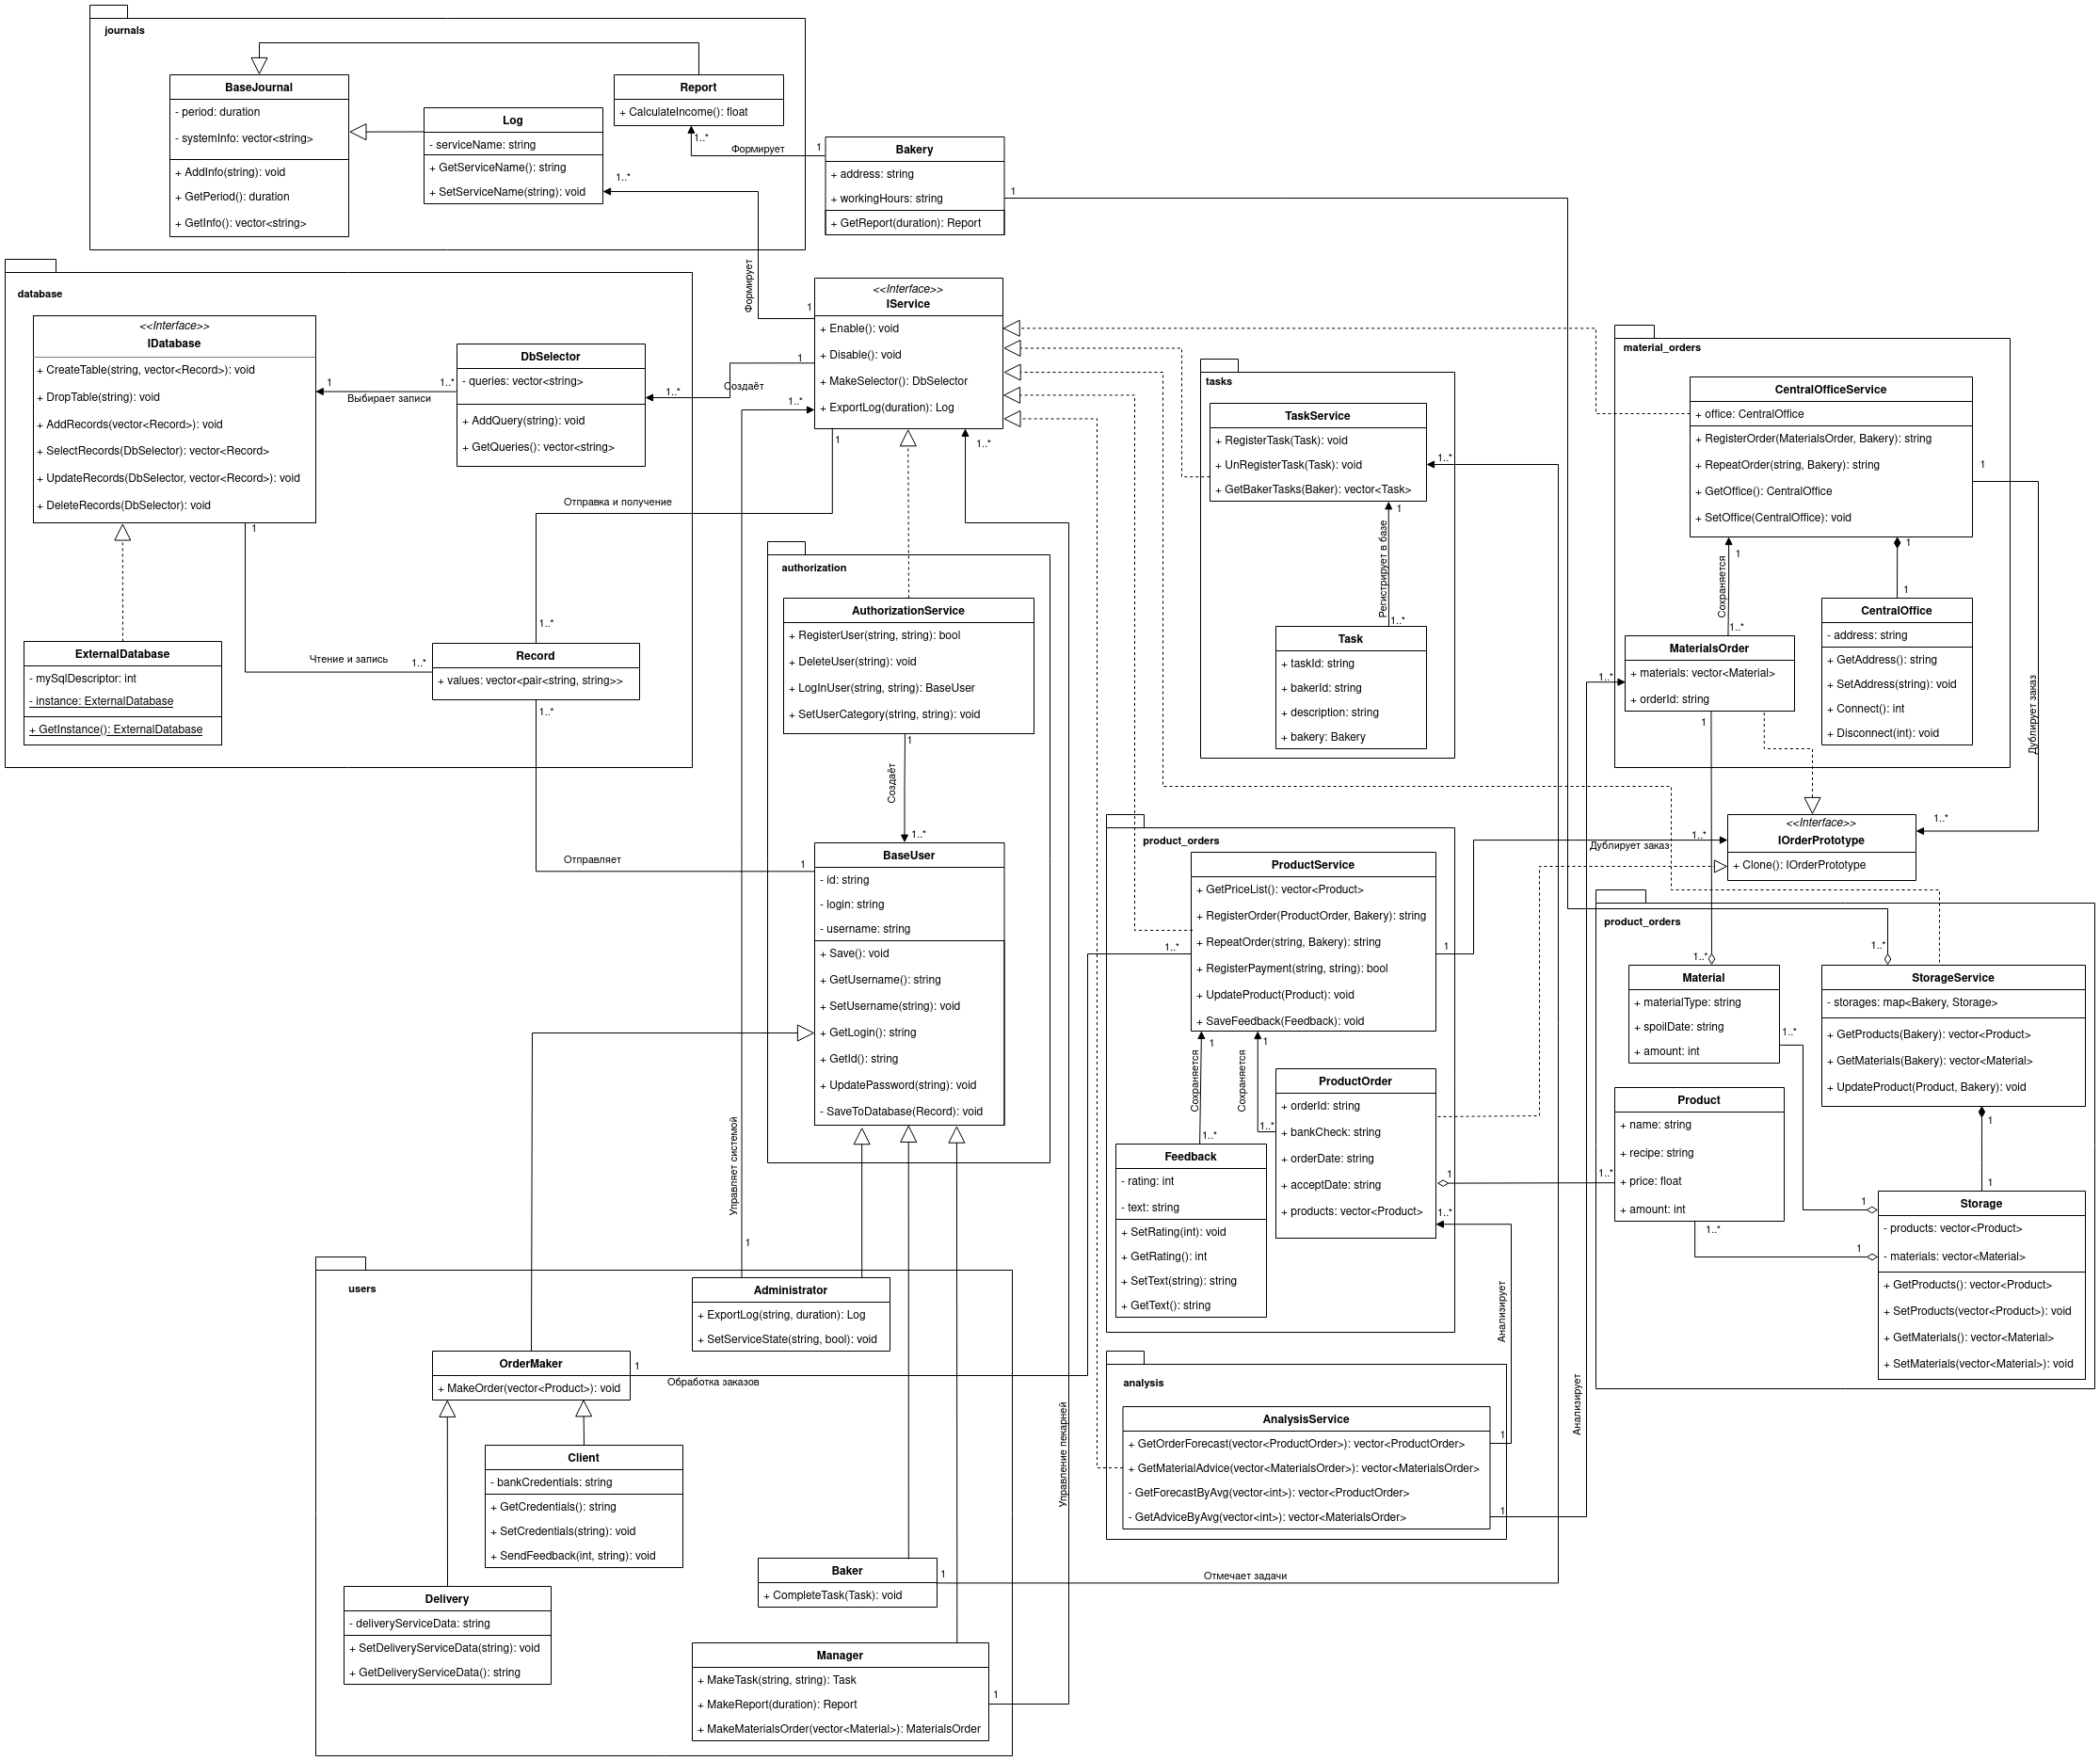 journals
BaseJournal
- period: duration
- systemInfo: vector<string>
+ AddInfo(string): void
+ GetPeriod(): duration
+ GetInfo(): vector<string>
Log
- serviceName: string
+ GetServiceName(): string
+ SetServiceName(string): void
1..*
Report
+ CalculateIncome(): float
1..*
Формирует
1
Bakery
+ address: string
+ workingHours: string
+ GetReport(duration): Report
1
Формирует
database
<<Interface>>
IDatabase
+ CreateTable(string, vector<Record>): void
+ DropTable(string): void
+ AddRecords(vector<Record>): void
+ SelectRecords(DbSelector): vector<Record>
+ UpdateRecords(DbSelector, vector<Record>): void
+ DeleteRecords(DbSelector): void
1
Выбирает записи
1..*
DbSelector
- queries: vector<string>
+ AddQuery(string): void
+ GetQueries(): vector<string>
1..*
Создаёт
1
1
<<Interface>>
IService
+ Enable(): void
+ Disable(): void
+ MakeSelector(): DbSelector
+ ExportLog(duration): Log
1..*
1
1..*
Отправка и получение
1
ExternalDatabase
- mySqlDescriptor: int
- instance: ExternalDatabase
+ GetInstance(): ExternalDatabase
Чтение и запись
1..*
1..*
Record
+ values: vector<pair<string, string>>
1..*
Отправляет
1
authorization
AuthorizationService
+ RegisterUser(string, string): bool
+ DeleteUser(string): void
+ LogInUser(string, string): BaseUser
+ SetUserCategory(string, string): void
1
Создаёт
1..*
BaseUser
- id: string
- login: string
- username: string
+ Save(): void
+ GetUsername(): string
+ SetUsername(string): void
+ GetLogin(): string
+ GetId(): string
+ UpdatePassword(string): void
- SaveToDatabase(Record): void
tasks
TaskService
+ RegisterTask(Task): void
+ UnRegisterTask(Task): void
+ GetBakerTasks(Baker): vector<Task>
1..*
1
Регистрирует в базе
1..*
Task
+ taskId: string
+ bakerId: string
+ description: string
+ bakery: Bakery
material_orders
CentralOfficeService
+ office: CentralOffice
+ RegisterOrder(MaterialsOrder, Bakery): string
+ RepeatOrder(string, Bakery): string
+ GetOffice(): CentralOffice
+ SetOffice(CentralOffice): void
1
1
Сохраняется
1..*
1
1
CentralOffice
- address: string
+ GetAddress(): string
+ SetAddress(string): void
+ Connect(): int
+ Disconnect(int): void
MaterialsOrder
+ materials: vector<Material>
+ orderId: string
1..*
1
Дублирует заказ
1..*
<<Interface>>
IOrderPrototype
+ Clone(): IOrderPrototype
1..*
Дублирует заказ
product_orders
ProductService
+ GetPriceList(): vector<Product>
+ RegisterOrder(ProductOrder, Bakery): string
+ RepeatOrder(string, Bakery): string
+ RegisterPayment(string, string): bool
+ UpdateProduct(Product): void
+ SaveFeedback(Feedback): void
1..*
1
1
Сохраняется
1..*
1
Сохраняется
1..*
ProductOrder
+ orderId: string
+ bankCheck: string
+ orderDate: string
+ acceptDate: string
+ products: vector<Product>
1
1..*
Feedback
- rating: int
- text: string
+ SetRating(int): void
+ GetRating(): int
+ SetText(string): string
+ GetText(): string
product_orders
1..*
Material
+ materialType: string
+ spoilDate: string
+ amount: int
1..*
1..*
StorageService
- storages: map<Bakery, Storage>
+ GetProducts(Bakery): vector<Product>
+ GetMaterials(Bakery): vector<Material>
+ UpdateProduct(Product, Bakery): void
1
1
Product
+ name: string
+ recipe: string
+ price: float
+ amount: int
1..*
1..*
1
1
Storage
- products: vector<Product>
- materials: vector<Material>
+ GetProducts(): vector<Product>
+ SetProducts(vector<Product>): void
+ GetMaterials(): vector<Material>
+ SetMaterials(vector<Material>): void
analysis
AnalysisService
+ GetOrderForecast(vector<ProductOrder>): vector<ProductOrder>
+ GetMaterialAdvice(vector<MaterialsOrder>): vector<MaterialsOrder>
- GetForecastByAvg(vector<int>): vector<ProductOrder>
- GetAdviceByAvg(vector<int>): vector<MaterialsOrder>
1
1
Анализирует
Анализирует
users
Управляет системой
1
Administrator
+ ExportLog(string, duration): Log
+ SetServiceState(string, bool): void
OrderMaker
+ MakeOrder(vector<Product>): void
1
Обработка заказов
Client
- bankCredentials: string
+ GetCredentials(): string
+ SetCredentials(string): void
+ SendFeedback(int, string): void
Delivery
- deliveryServiceData: string
+ SetDeliveryServiceData(string): void
+ GetDeliveryServiceData(): string
Baker
+ CompleteTask(Task): void
1
Отмечает задачи
Manager
+ MakeTask(string, string): Task
+ MakeReport(duration): Report
+ MakeMaterialsOrder(vector<Material>): MaterialsOrder
1
Управление пекарней